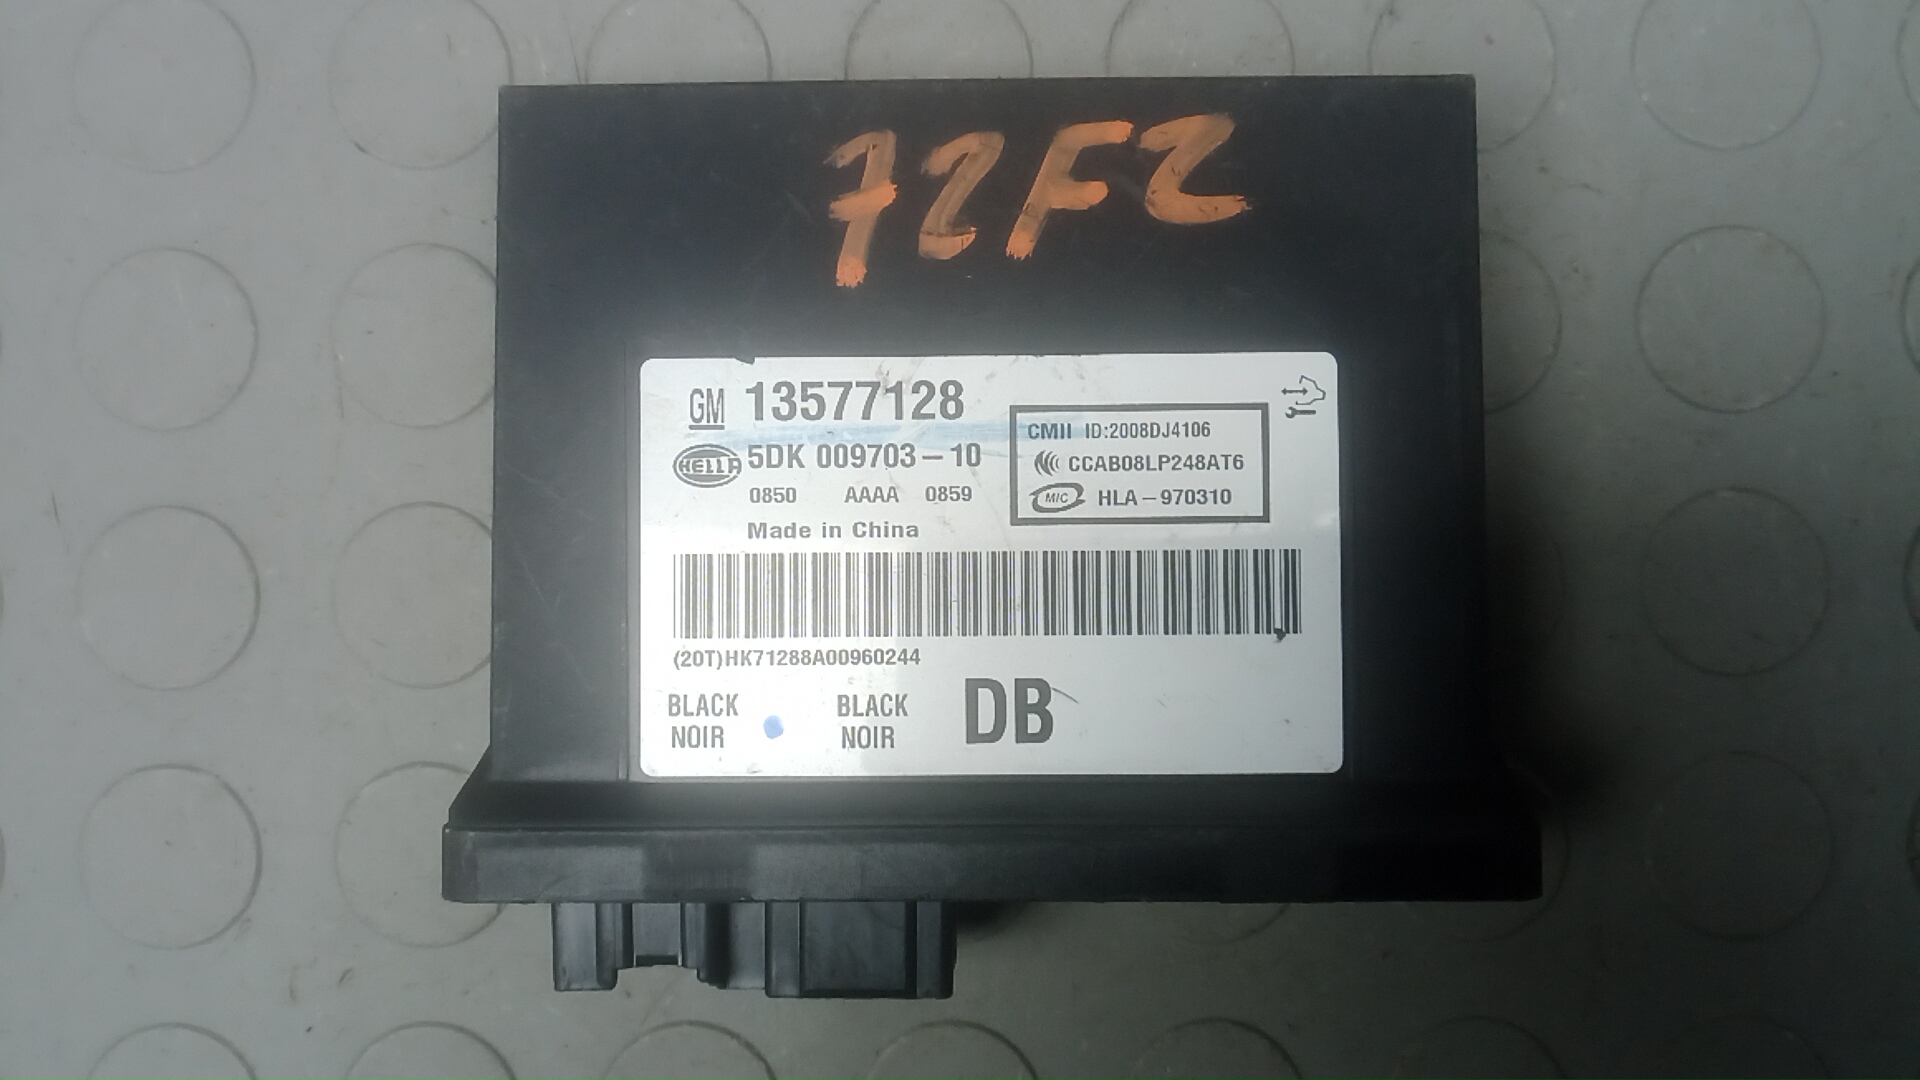 72F2
GM 13577128
HELLA 5DK 009703-10
0850 AAAA 0859
Made in China
CMII ID:2008DJ4106
CCAB08LP248AT6
MIC HLA-970310
(20T)HK71288A00960244
BLACK BLACK DB
NOIR NOIR